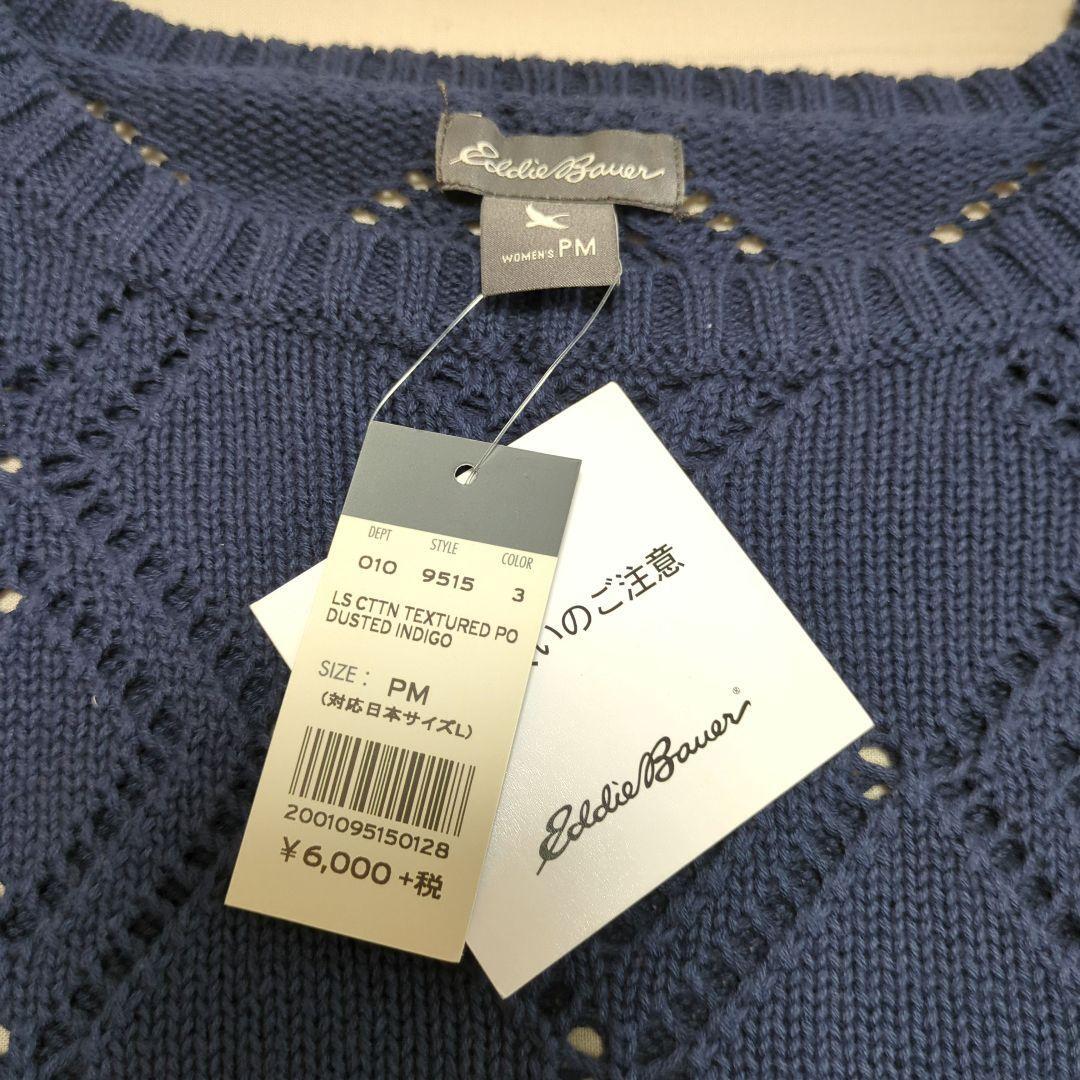 Eddie Bauer
WOMEN'S PM
DEPT STYLE COLOR
010 9515 3
LS CTTN TEXTURED PO
DUSTED INDIGO
SIZE : PM
(対応日本サイズL)
2001095150128
¥6,000 +税
いのご注意
Eddie Bauer®